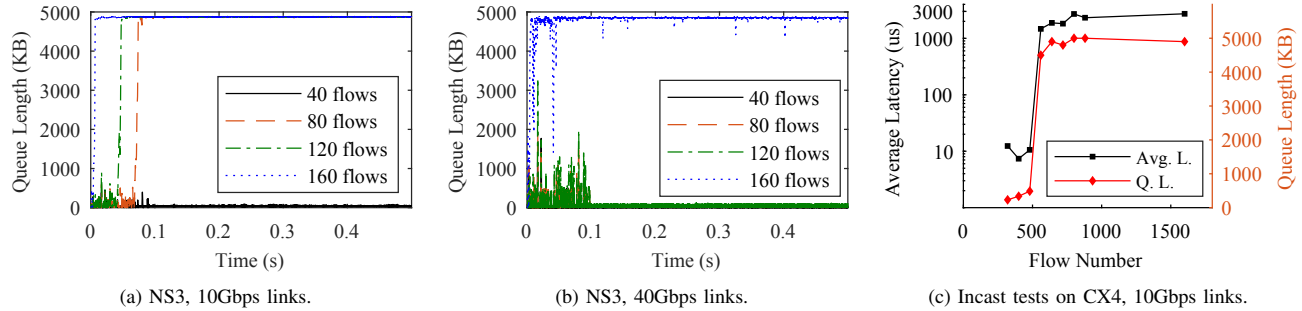 5000
4000
3000
2000
1000
0
Queue Length (KB)
40 flows
80 flows
120 flows
160 flows
0 0.1 0.2 0.3 0.4
Time (s)
(a) NS3, 10Gbps links.
5000
4000
3000
2000
1000
0
Queue Length (KB)
40 flows
80 flows
120 flows
160 flows
0 0.1 0.2 0.3 0.4
Time (s)
(b) NS3, 40Gbps links.
3000
1000
100
10
Average Latency (us)
Avg. L.
Q. L.
5000
4000
3000
2000
1000
0
Queue Length (KB)
0 500 1000 1500
Flow Number
(c) Incast tests on CX4, 10Gbps links.